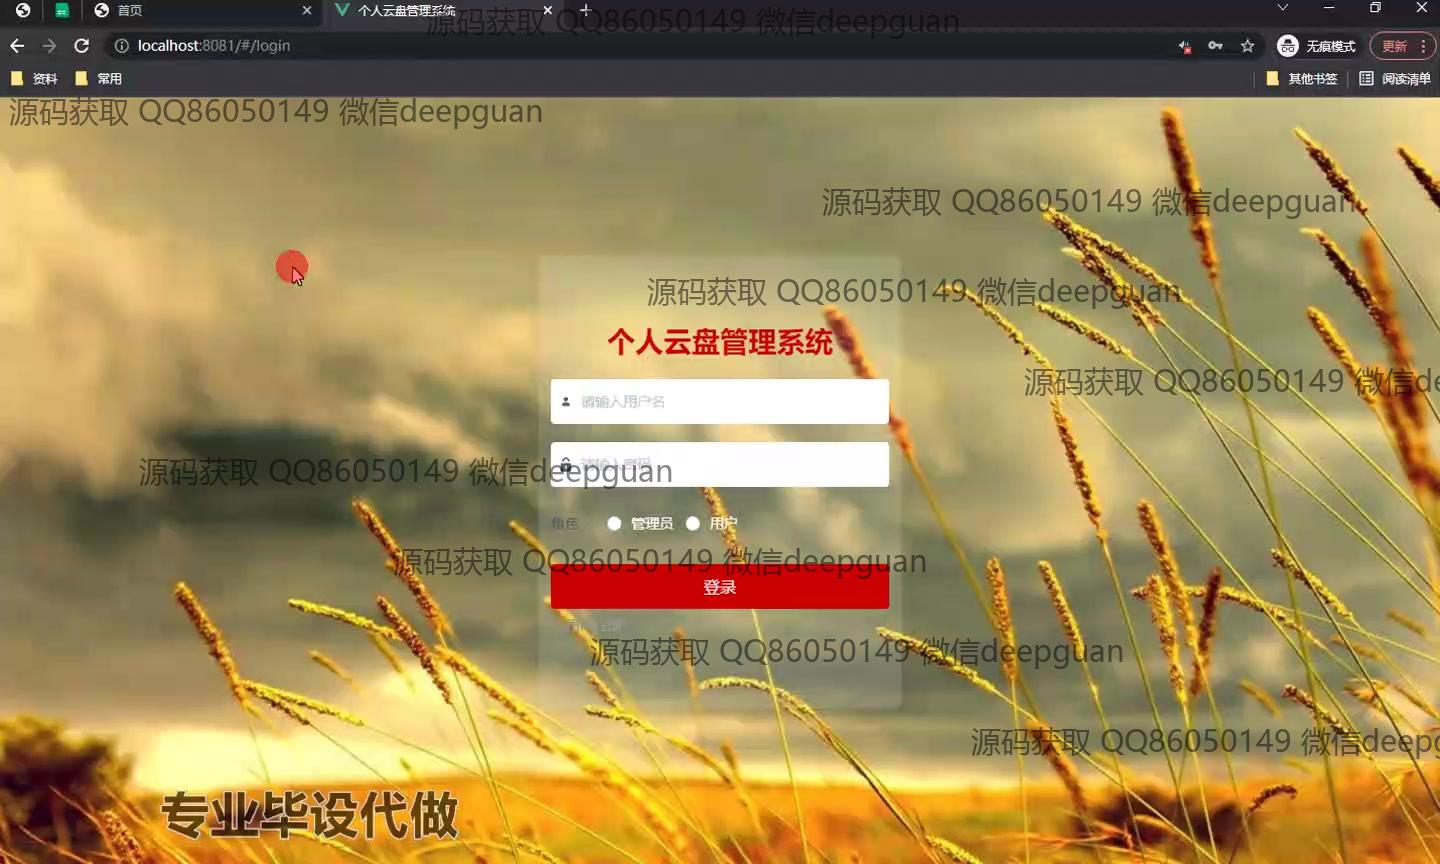 首页
个人云盘管理系统
源码获取 QQ86050149 微信deepguan
localhost:8081/#/login
无痕模式
更新
资料
常用
其他书签
阅读清单
源码获取 QQ86050149 微信deepguan
源码获取 QQ86050149 微信deepguan
源码获取 QQ86050149 微信deepguan
个人云盘管理系统
源码获取 QQ86050149 微信de
请输入用户名
请输入密码
源码获取 QQ86050149 微信deepguan
角色
管理员
用户
源码获取 QQ86050149 微信deepguan
登录
源码获取 QQ86050149 微信deepguan
源码获取 QQ86050149 微信deepg
专业毕设代做